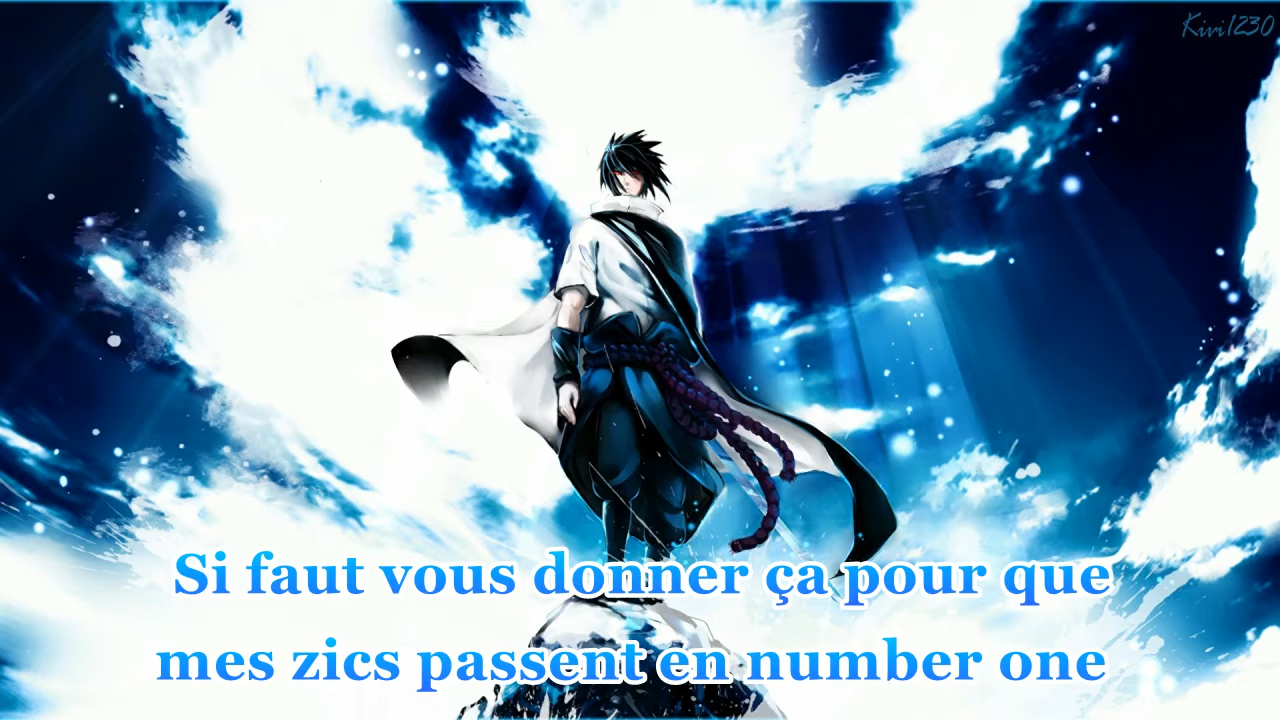 Kivi1230
Si faut vous donner ça pour que
mes zics passent en number one